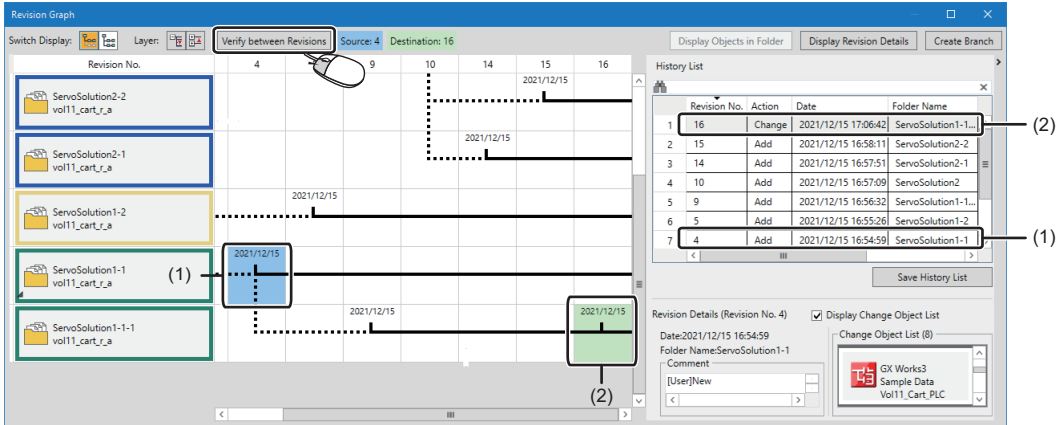 Revision Graph
Switch Display: Layer: Verify between Revisions Source: 4 Destination: 16 Display Objects in Folder Display Revision Details Create Branch
Revision No. 4 9 10 14 15 16
ServoSolution2-2
vol11_cart_r_a
2021/12/15
ServoSolution2-1
vol11_cart_r_a
2021/12/15
ServoSolution1-2
vol11_cart_r_a
2021/12/15
ServoSolution1-1
vol11_cart_r_a
(1)
2021/12/15
ServoSolution1-1-1
vol11_cart_r_a
2021/12/15
2021/12/15
(2)
History List
Revision No. Action Date Folder Name
1 16 Change 2021/12/15 17:06:42 ServoSolution1-1... (2)
2 15 Add 2021/12/15 16:58:11 ServoSolution2-2
3 14 Add 2021/12/15 16:57:51 ServoSolution2-1
4 10 Add 2021/12/15 16:57:09 ServoSolution2
5 9 Add 2021/12/15 16:56:32 ServoSolution1-1...
6 5 Add 2021/12/15 16:55:26 ServoSolution1-2
7 4 Add 2021/12/15 16:54:59 ServoSolution1-1 (1)
Save History List
Revision Details (Revision No. 4) Display Change Object List
Date:2021/12/15 16:54:59
Folder Name:ServoSolution1-1
Comment
[User]New
Change Object List (8)
GX Works3
Sample Data
Vol11_Cart_PLC